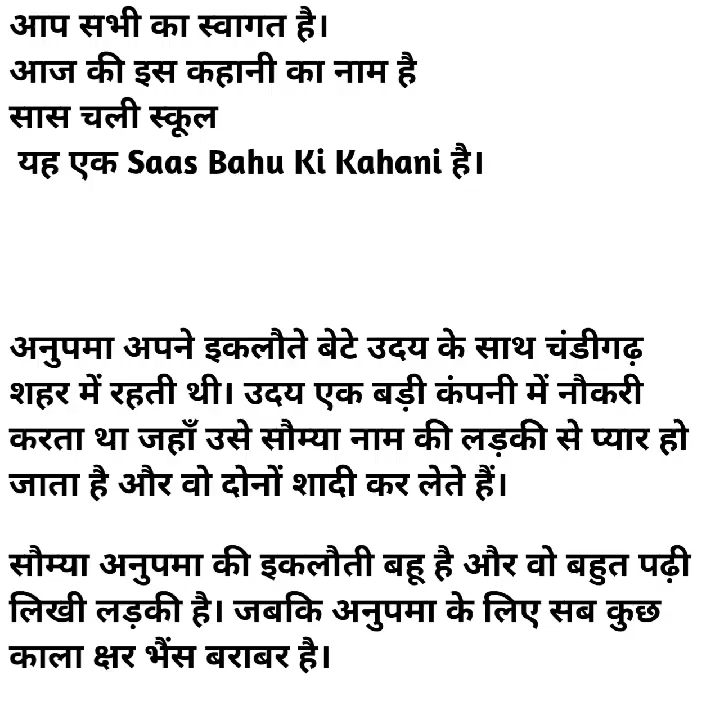 आप सभी का स्वागत है।
आज की इस कहानी का नाम है
सास चली स्कूल
यह एक Saas Bahu Ki Kahani है।
अनुपमा अपने इकलौते बेटे उदय के साथ चंडीगढ़
शहर में रहती थी। उदय एक बड़ी कंपनी में नौकरी
करता था जहाँ उसे सौम्या नाम की लड़की से प्यार हो
जाता है और वो दोनों शादी कर लेते हैं।
सौम्या अनुपमा की इकलौती बहू है और वो बहुत पढ़ी
लिखी लड़की है। जबकि अनुपमा के लिए सब कुछ
काला क्षर भैंस बराबर है।